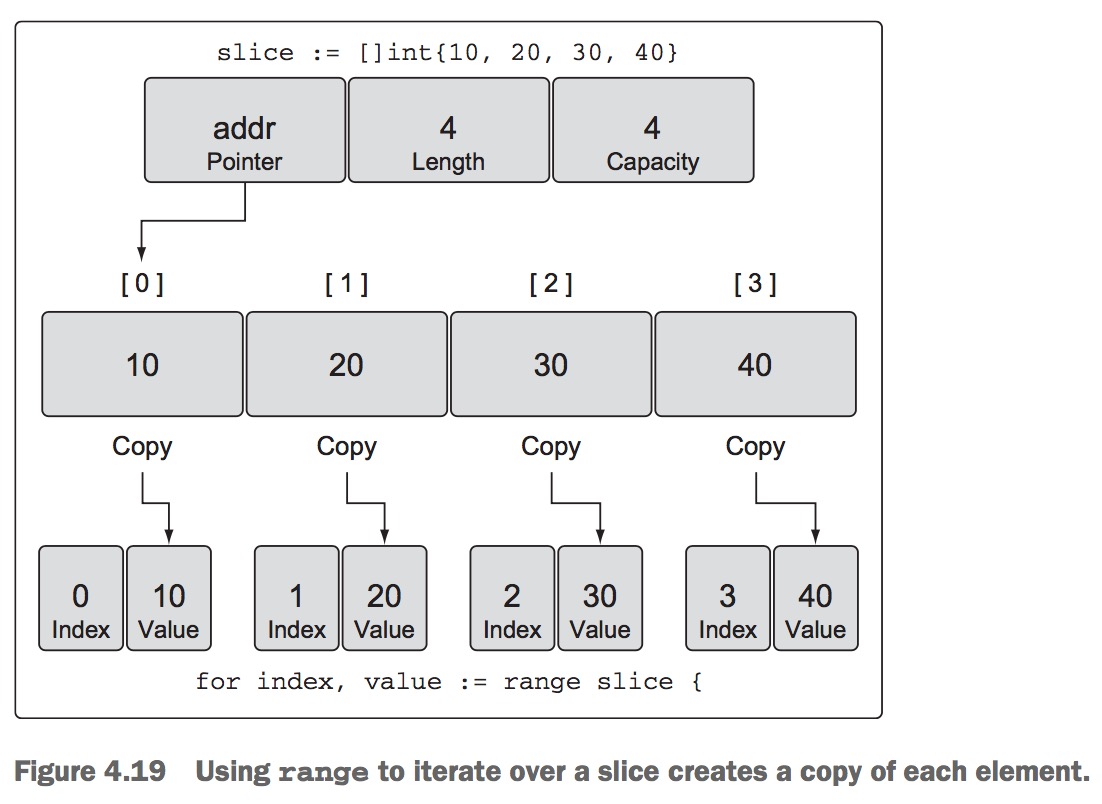 slice := []int{10, 20, 30, 40}
addr 4 4
Pointer Length Capacity
[0] [1] [2] [3]
10 20 30 40
Copy Copy Copy Copy
0 10 1 20 2 30 3 40
Index Value Index Value Index Value Index Value
for index, value := range slice {
Figure 4.19 Using range to iterate over a slice creates a copy of each element.